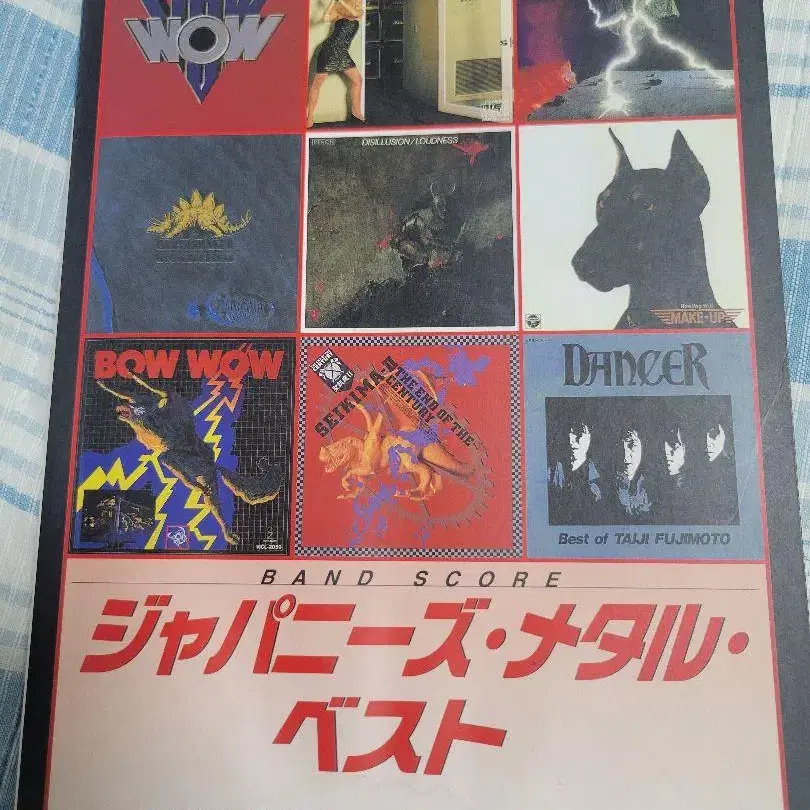 WOW
DISILLUSION/LOUDNESS
MAKE-UP
BOW WOW
SEIKIMA
THE END OF THE
CENTURY
DANCER
Best of TAIJI FUJIMOTO
BAND SCORE
ジャパニーズ・メタル・
ベスト